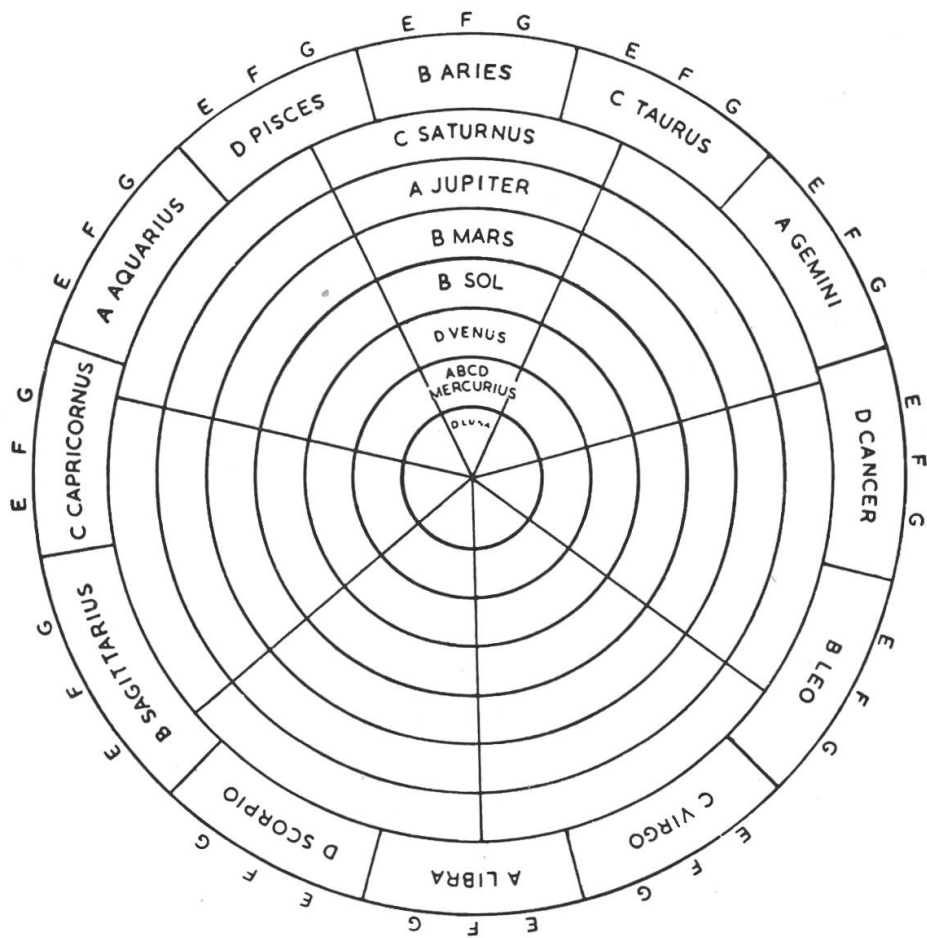 E F G
B ARIES
E F G
C TAURUS
E F G
A GEMINI
E F G
D CANCER
E F G
B LEO
E F G
C VIRGO
E F G
A LIBRA
E F G
D SCORPIO
E F G
B SAGITTARIUS
E F G
C CAPRICORNUS
E F G
A AQUARIUS
E F G
D PISCES
C SATURNUS
A JUPITER
B MARS
B SOL
D VENUS
ABCD
MERCURIUS
D LUNA